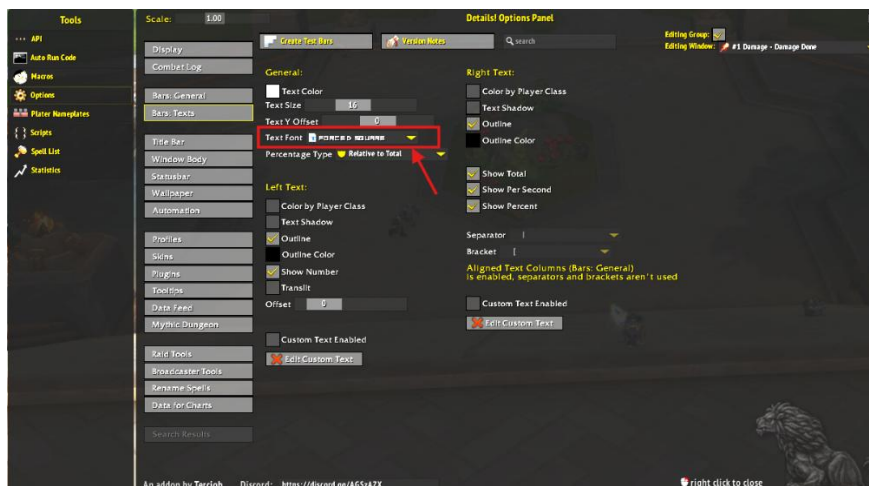 Tools
API
Auto Run Code
Macros
Options
Plater Nameplates
Scripts
Spell List
Statistics
Scale: 1.00
Details! Options Panel
Create Test Bars
Version Notes
search
Editing Group:
Editing Window: #1 Damage - Damage Done
Display
Combat Log
Bars: General
Bars: Texts
Title Bar
Window Body
Statusbar
Wallpaper
Automation
Profiles
Skins
Plugins
Tooltips
Data Feed
Mythic Dungeon
Raid Tools
Broadcaster Tools
Rename Spells
Data for Charts
Search Results
General:
Text Color
Text Size 16
Text Y Offset 0
Text Font FORCED SQUARE
Percentage Type Relative to Total
Left Text:
Color by Player Class
Text Shadow
Outline
Outline Color
Show Number
Translit
Offset 0
Custom Text Enabled
Edit Custom Text
Right Text:
Color by Player Class
Text Shadow
Outline
Outline Color
Show Total
Show Per Second
Show Percent
Separator |
Bracket [
Aligned Text Columns (Bars: General)
is enabled, separators and brackets aren't used
Custom Text Enabled
Edit Custom Text
An addon by Terciob
Discord:
right click to close